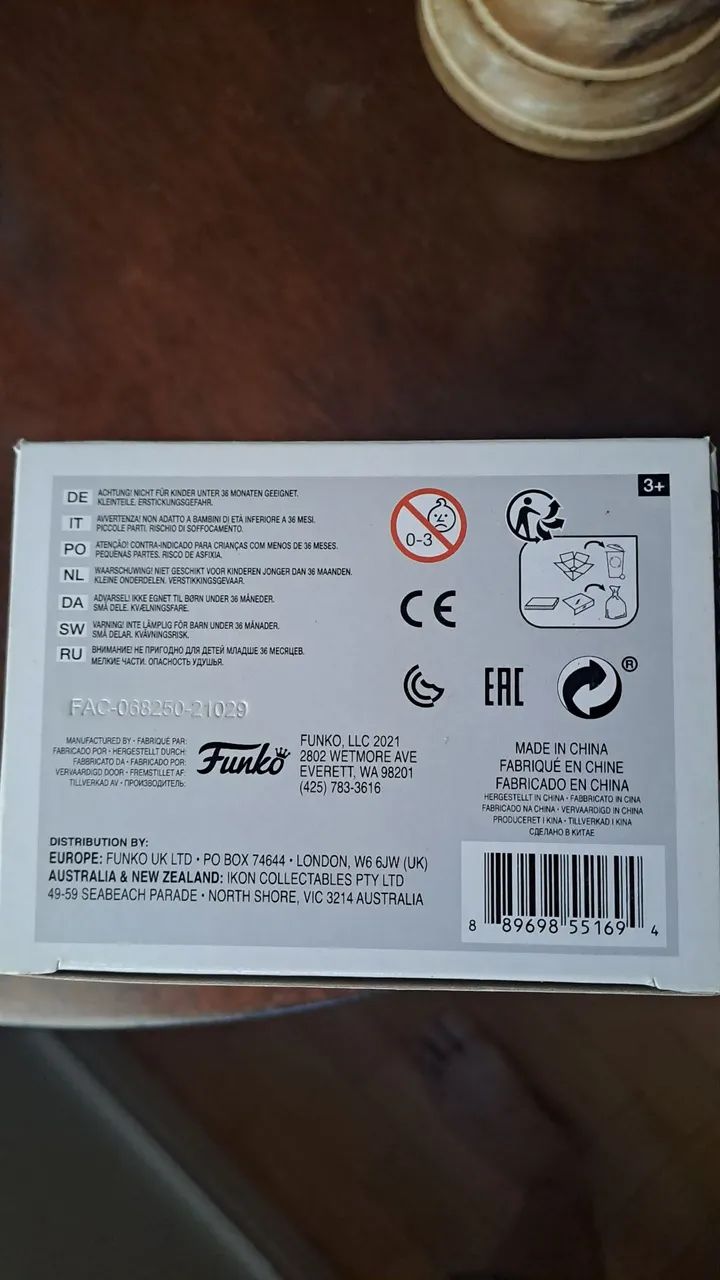 3+
DE ACHTUNG! NICHT FÜR KINDER UNTER 36 MONATEN GEEIGNET.
KLEINTEILE. ERSTICKUNGSGEFAHR.
IT AVVERTENZA! NON ADATTO A BAMBINI DI ETÀ INFERIORE A 36 MESI.
PICCOLE PARTI. RISCHIO DI SOFFOCAMENTO.
PO ATENÇÃO! CONTRA-INDICADO PARA CRIANÇAS COM MENOS DE 36 MESES.
PEQUENAS PARTES. RISCO DE ASFIXIA.
NL WAARSCHUWING! NIET GESCHIKT VOOR KINDEREN JONGER DAN 36 MAANDEN.
KLEINE ONDERDELEN. VERSTIKKINGSGEVAAR.
DA ADVARSEL! IKKE EGNET TIL BØRN UNDER 36 MÅNEDER.
SMÅ DELE. KVÆLNINGSFARE.
SW VARNING! INTE LÄMPLIG FÖR BARN UNDER 36 MÅNADER.
SMÅ DELAR. KVÄVNINGSRISK.
RU ВНИМАНИЕ! НЕ ПРИГОДНО ДЛЯ ДЕТЕЙ МЛАДШЕ 36 МЕСЯЦЕВ.
МЕЛКИЕ ЧАСТИ. ОПАСНОСТЬ УДУШЬЯ.
0-3
CE
EAC
®
FAC-068250-21029
MANUFACTURED BY • FABRIQUÉ PAR:
FABRICADO POR • HERGESTELLT DURCH:
FABBRICATO DA • FABRICADO POR:
VERVAARDIGD DOOR • FREMSTILLET AF:
TILLVERKAD AV • ПРОИЗВОДИТЕЛЬ:
Funko
FUNKO, LLC 2021
2802 WETMORE AVE
EVERETT, WA 98201
(425) 783-3616
MADE IN CHINA
FABRIQUÉ EN CHINE
FABRICADO EN CHINA
HERGESTELLT IN CHINA • FABBRICATO IN CINA
FABRICADO NA CHINA • VERVAARDIGD IN CHINA
PRODUCERET I KINA • TILLVERKAD I KINA
СДЕЛАНО В КИТАЕ
DISTRIBUTION BY:
EUROPE: FUNKO UK LTD • PO BOX 74644 • LONDON, W6 6JW (UK)
AUSTRALIA & NEW ZEALAND: IKON COLLECTABLES PTY LTD
49-59 SEABEACH PARADE • NORTH SHORE, VIC 3214 AUSTRALIA
8 89698 55169 4